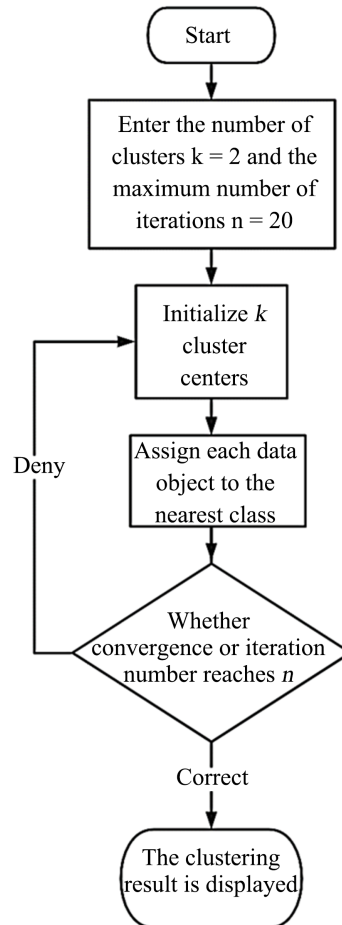 Start
Enter the number of
clusters k = 2 and the
maximum number of
iterations n = 20
Initialize k
cluster
centers
Deny
Assign each data
object to the
nearest class
Whether
convergence or iteration
number reaches n
Correct
The clustering
result is displayed